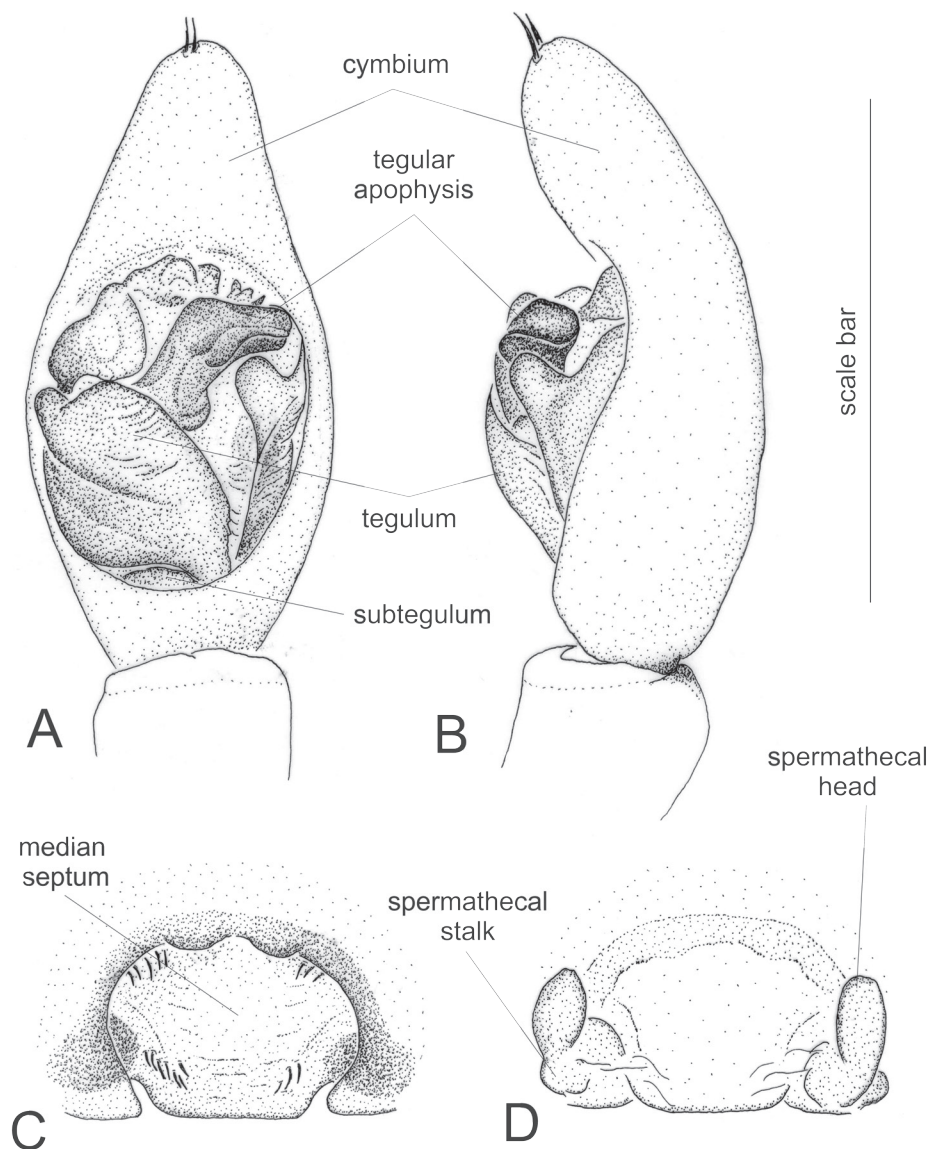 cymbium
tegular
apophysis
scale bar
tegulum
subtegulum
A
B
spermathecal
head
median
septum
spermathecal
stalk
C
D